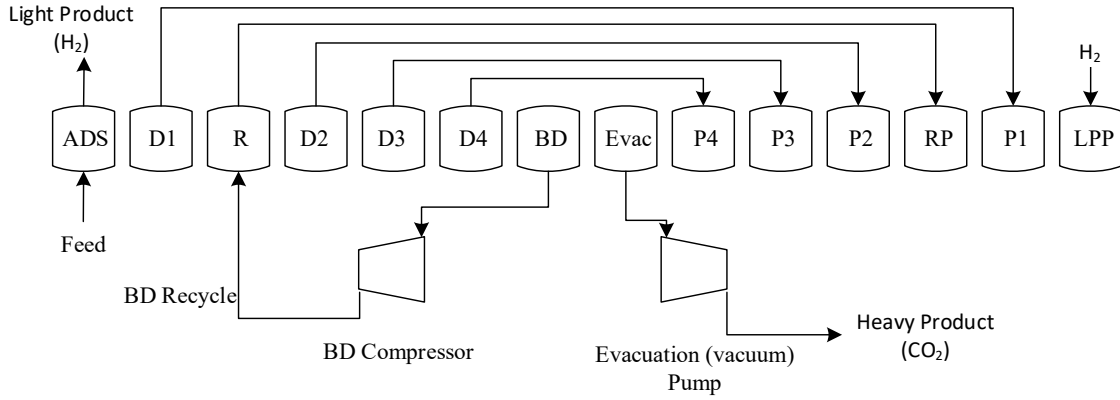 Light Product
(H₂)
H₂
ADS D1 R D2 D3 D4 BD Evac P4 P3 P2 RP P1 LPP
Feed
BD Recycle
BD Compressor
Evacuation (vacuum)
Pump
Heavy Product
(CO₂)